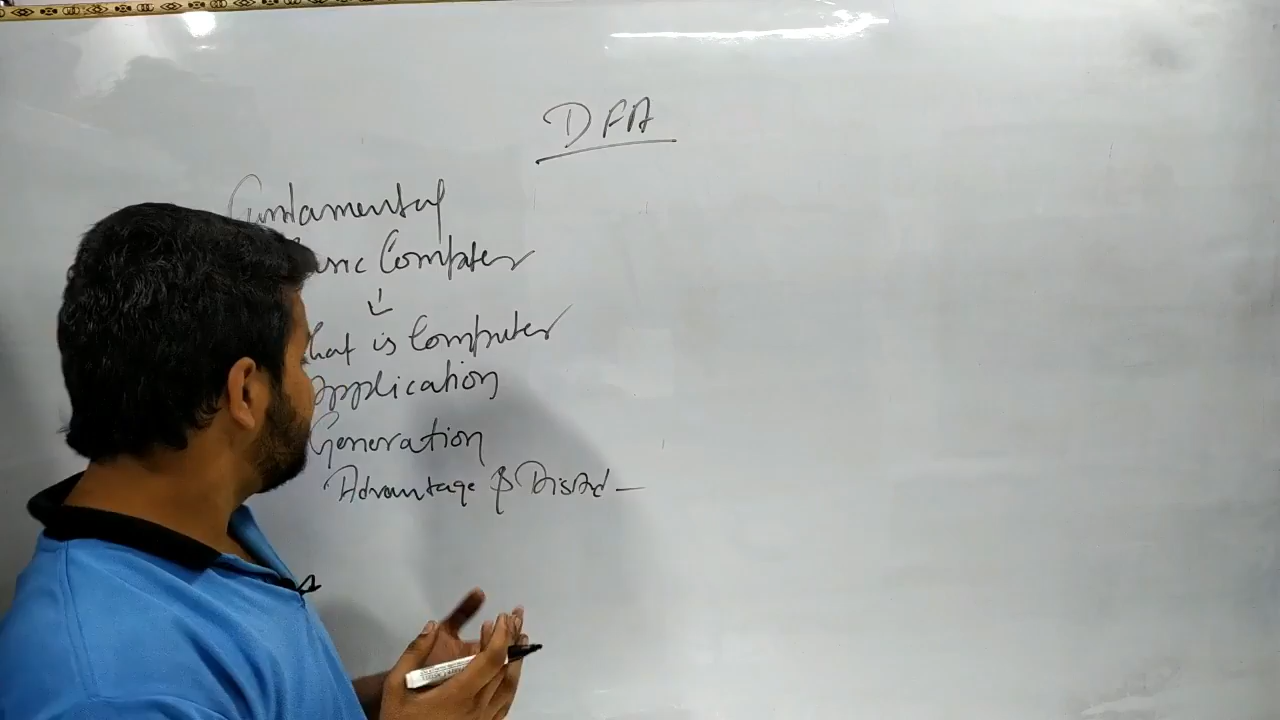 DFA
Fundamental
Computer
is Computer
Application
Generation
Advantage & DisAd —